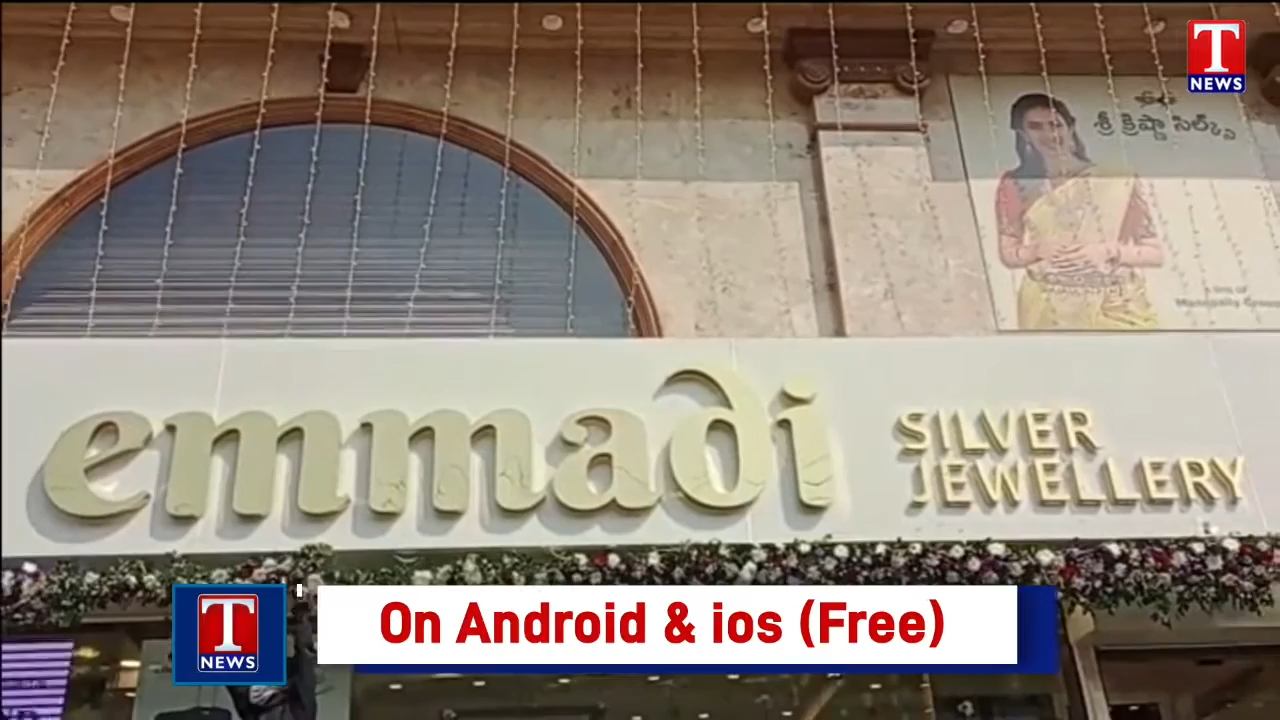 T
NEWS
శ్రీ క్రిష్ణా సిల్క్స్
emmadi
SILVER
JEWELLERY
T
NEWS
On Android & ios (Free)